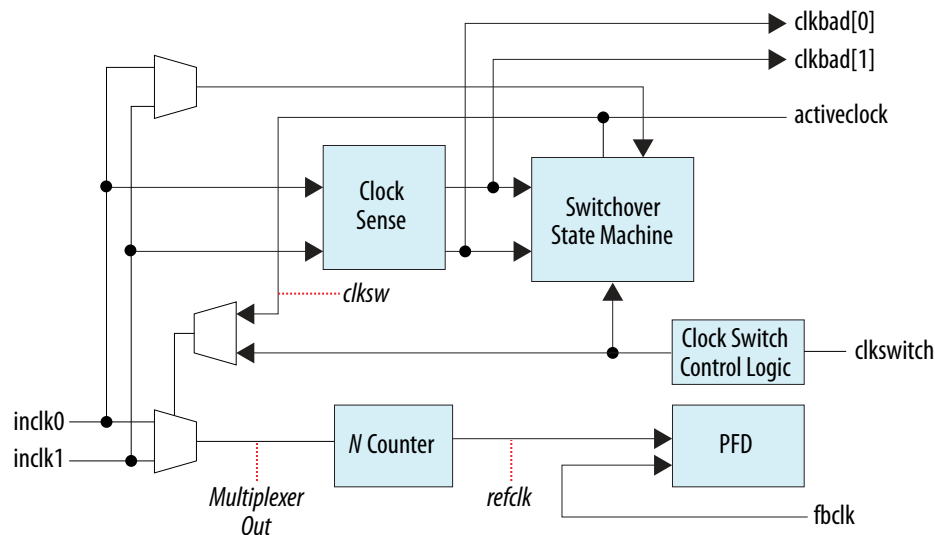 clkbad[0]
clkbad[1]
activeclock
Clock
Sense
Switchover
State Machine
clksw
Clock Switch
Control Logic
clkswitch
inclk0
inclk1
N Counter
PFD
Multiplexer
Out
refclk
fbclk